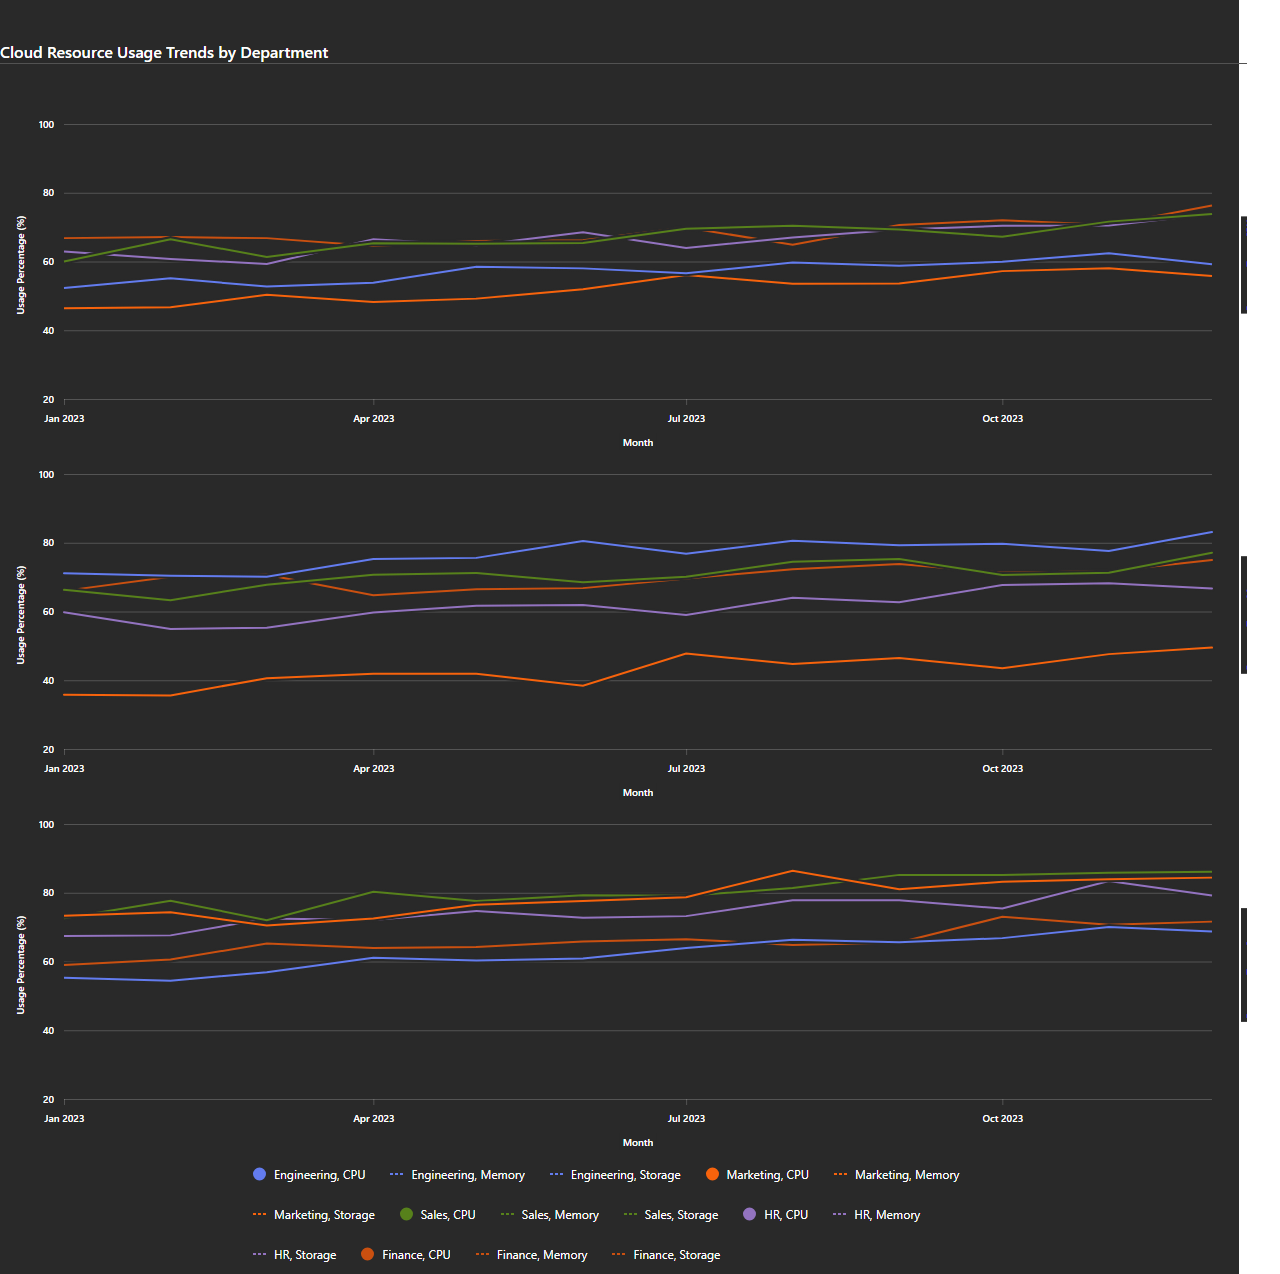 Cloud Resource Usage Trends by Department
100
80
60
40
20
Usage Percentage (%)
Jan 2023 Apr 2023 Jul 2023 Oct 2023
Month
100
80
60
40
20
Usage Percentage (%)
Jan 2023 Apr 2023 Jul 2023 Oct 2023
Month
100
80
60
40
20
Usage Percentage (%)
Jan 2023 Apr 2023 Jul 2023 Oct 2023
Month
Engineering, CPU Engineering, Memory Engineering, Storage Marketing, CPU Marketing, Memory
Marketing, Storage Sales, CPU Sales, Memory Sales, Storage HR, CPU HR, Memory
HR, Storage Finance, CPU Finance, Memory Finance, Storage